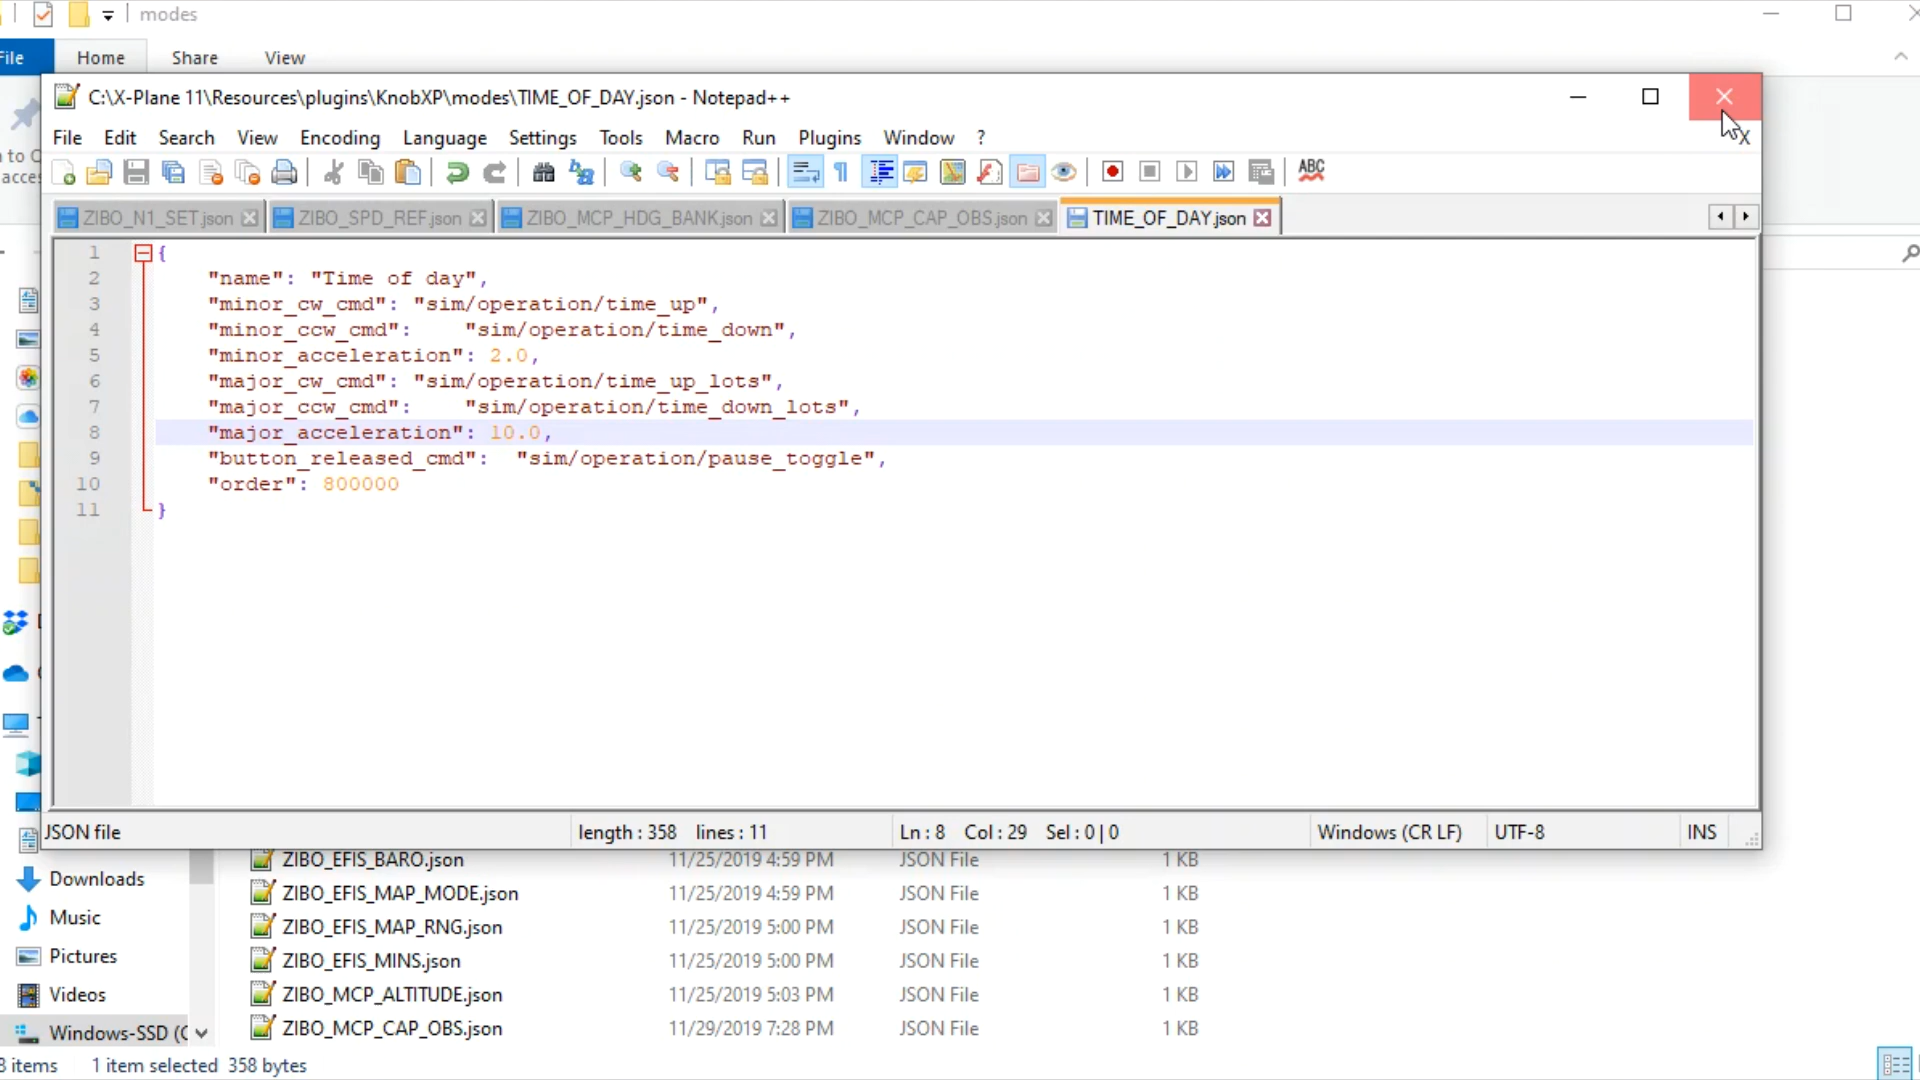 modes
File Home Share View
C:\X-Plane 11\Resources\plugins\KnobXP\modes\TIME_OF_DAY.json - Notepad++
File Edit Search View Encoding Language Settings Tools Macro Run Plugins Window ? X
ABC
ZIBO_N1_SET.json ZIBO_SPD_REF.json ZIBO_MCP_HDG_BANK.json ZIBO_MCP_CAP_OBS.json TIME_OF_DAY.json
1 {
2 "name": "Time of day",
3 "minor_cw_cmd": "sim/operation/time_up",
4 "minor_ccw_cmd": "sim/operation/time_down",
5 "minor_acceleration": 2.0,
6 "major_cw_cmd": "sim/operation/time_up_lots",
7 "major_ccw_cmd": "sim/operation/time_down_lots",
8 "major_acceleration": 10.0,
9 "button_released_cmd": "sim/operation/pause_toggle",
10 "order": 800000
11 }
JSON file length : 358 lines : 11 Ln : 8 Col : 29 Sel : 0 | 0 Windows (CR LF) UTF-8 INS
ZIBO_EFIS_BARO.json 11/25/2019 4:59 PM JSON File 1 KB
Downloads
ZIBO_EFIS_MAP_MODE.json 11/25/2019 4:59 PM JSON File 1 KB
Music
ZIBO_EFIS_MAP_RNG.json 11/25/2019 5:00 PM JSON File 1 KB
Pictures
ZIBO_EFIS_MINS.json 11/25/2019 5:00 PM JSON File 1 KB
Videos
ZIBO_MCP_ALTITUDE.json 11/25/2019 5:03 PM JSON File 1 KB
Windows-SSD (C
ZIBO_MCP_CAP_OBS.json 11/29/2019 7:28 PM JSON File 1 KB
items 1 item selected 358 bytes